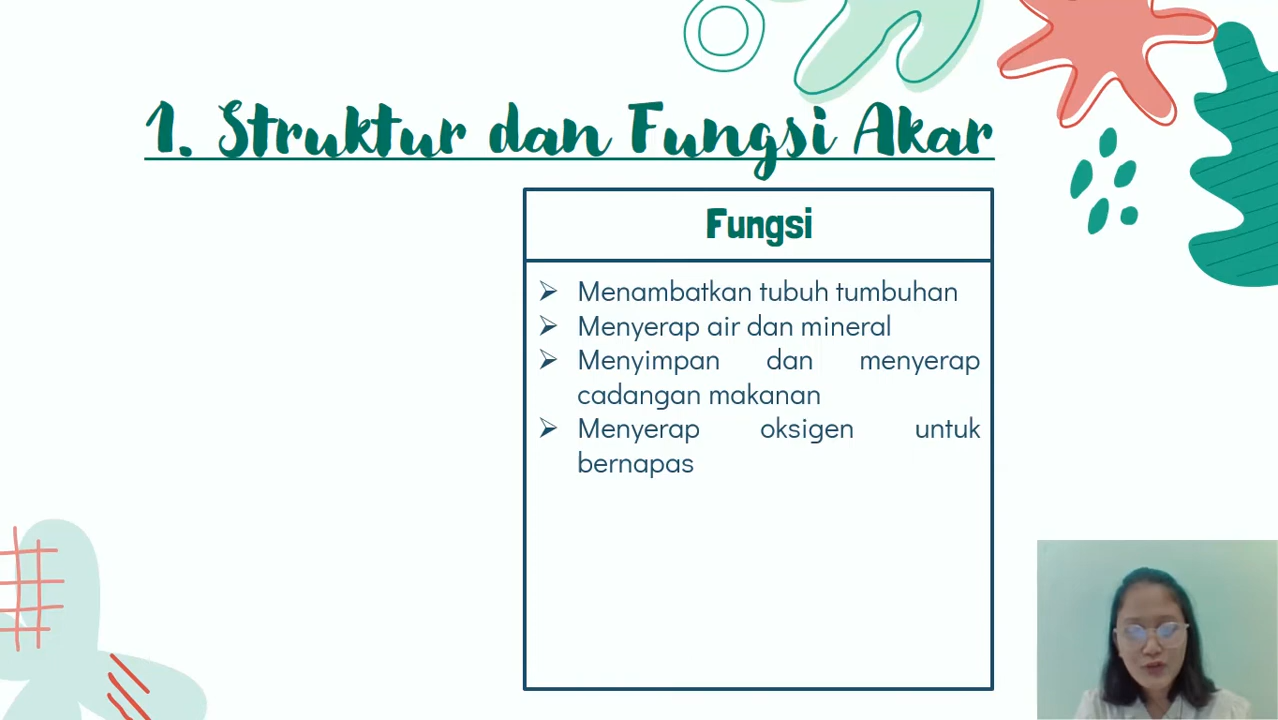 1. Struktur dan Fungsi Akar
Fungsi
➢ Menambatkan tubuh tumbuhan
➢ Menyerap air dan mineral
➢ Menyimpan dan menyerap
cadangan makanan
➢ Menyerap oksigen untuk
bernapas